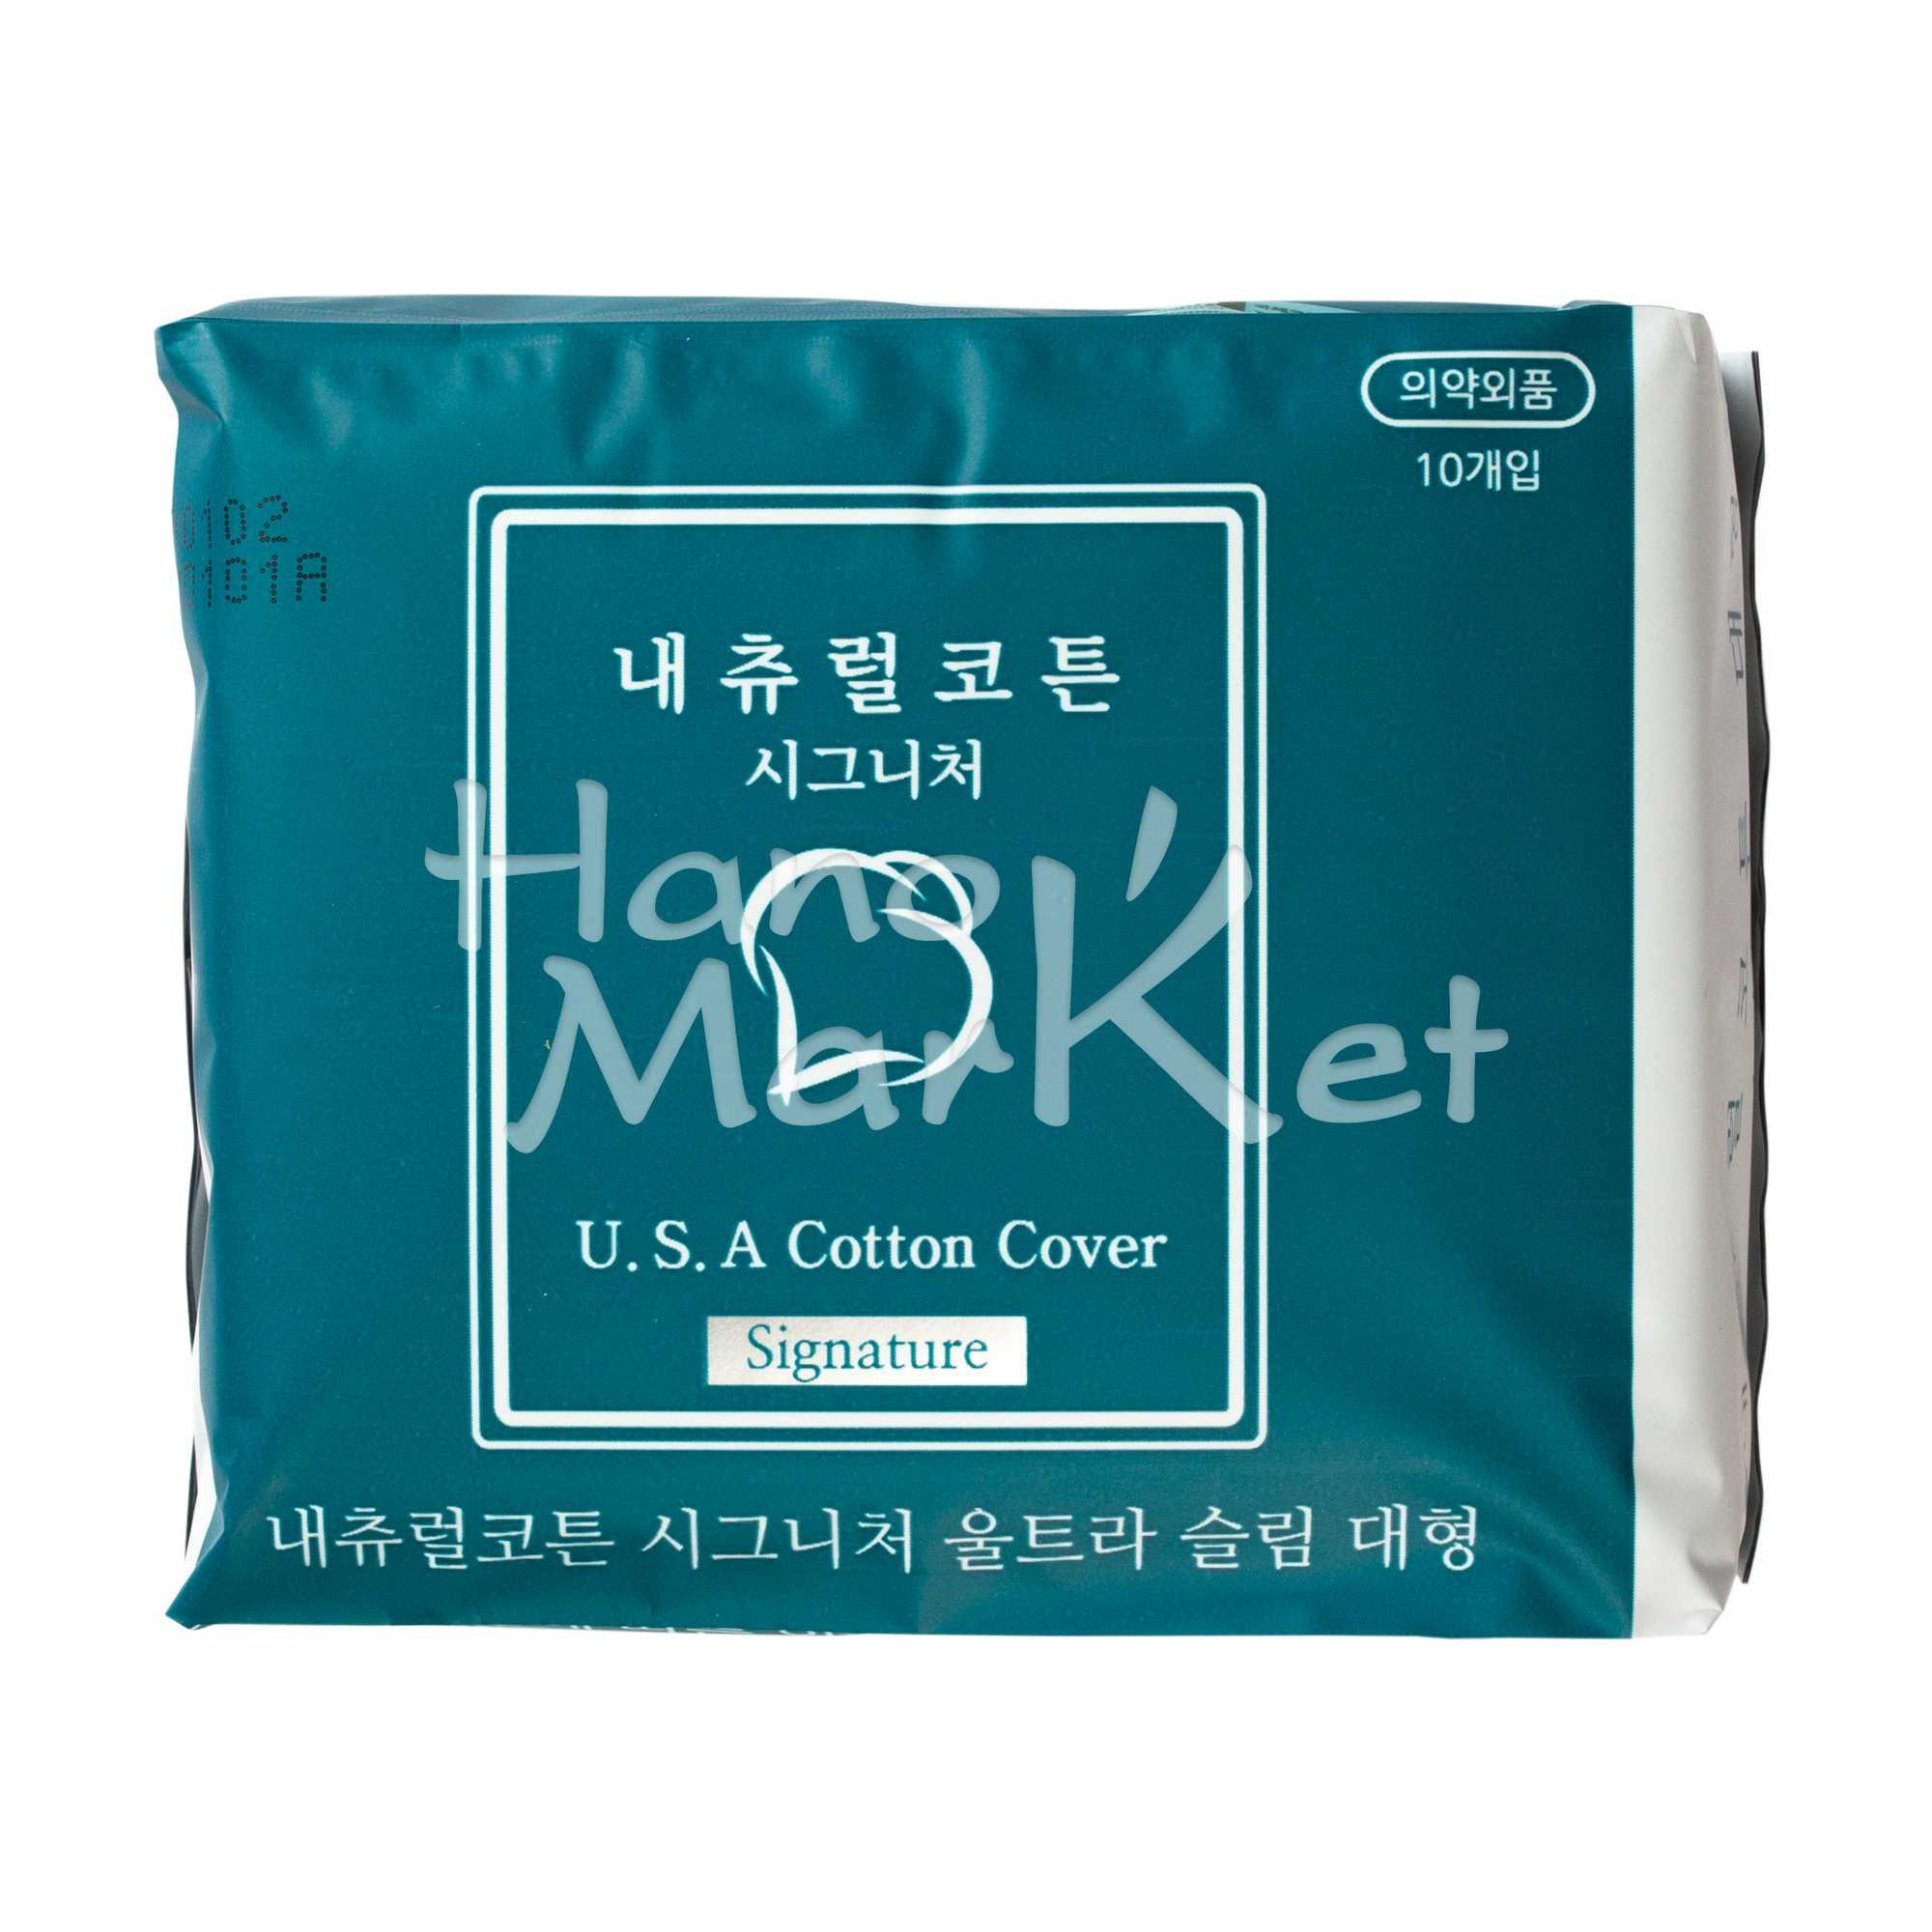 의약외품
10개입
내츄럴코튼
시그니처
Hano
MarKet
U. S. A Cotton Cover
Signature
내츄럴코튼 시그니처 울트라 슬림 대형